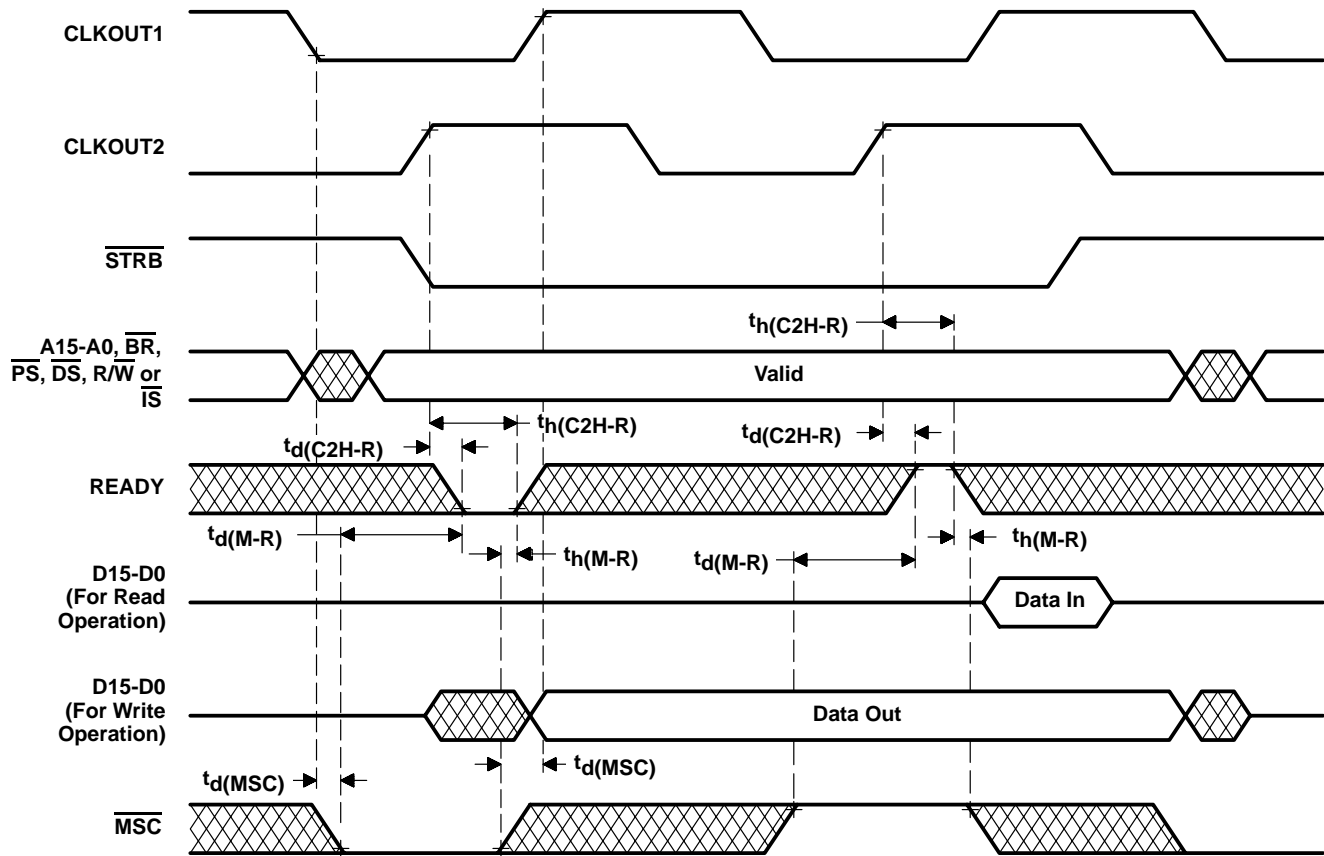 CLKOUT1
CLKOUT2
STRB
th(C2H-R)
A15-A0, BR,
PS, DS, R/W or
IS
Valid
th(C2H-R)
td(C2H-R)
td(C2H-R)
READY
td(M-R)
th(M-R)
td(M-R)
th(M-R)
D15-D0
(For Read
Operation)
Data In
D15-D0
(For Write
Operation)
Data Out
td(MSC)
td(MSC)
MSC